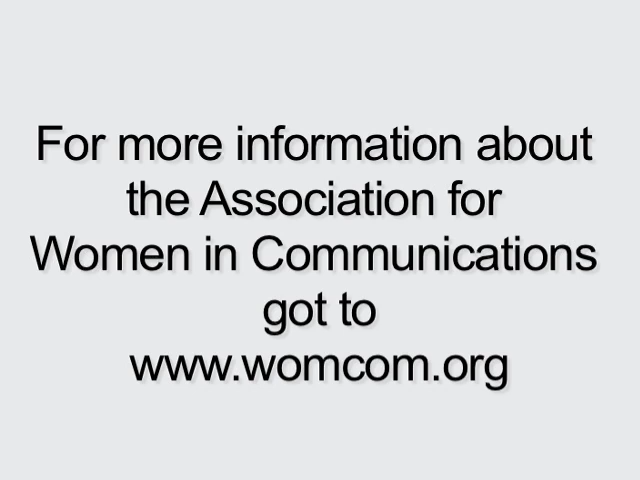 For more information about
the Association for
Women in Communications
got to
www.womcom.org